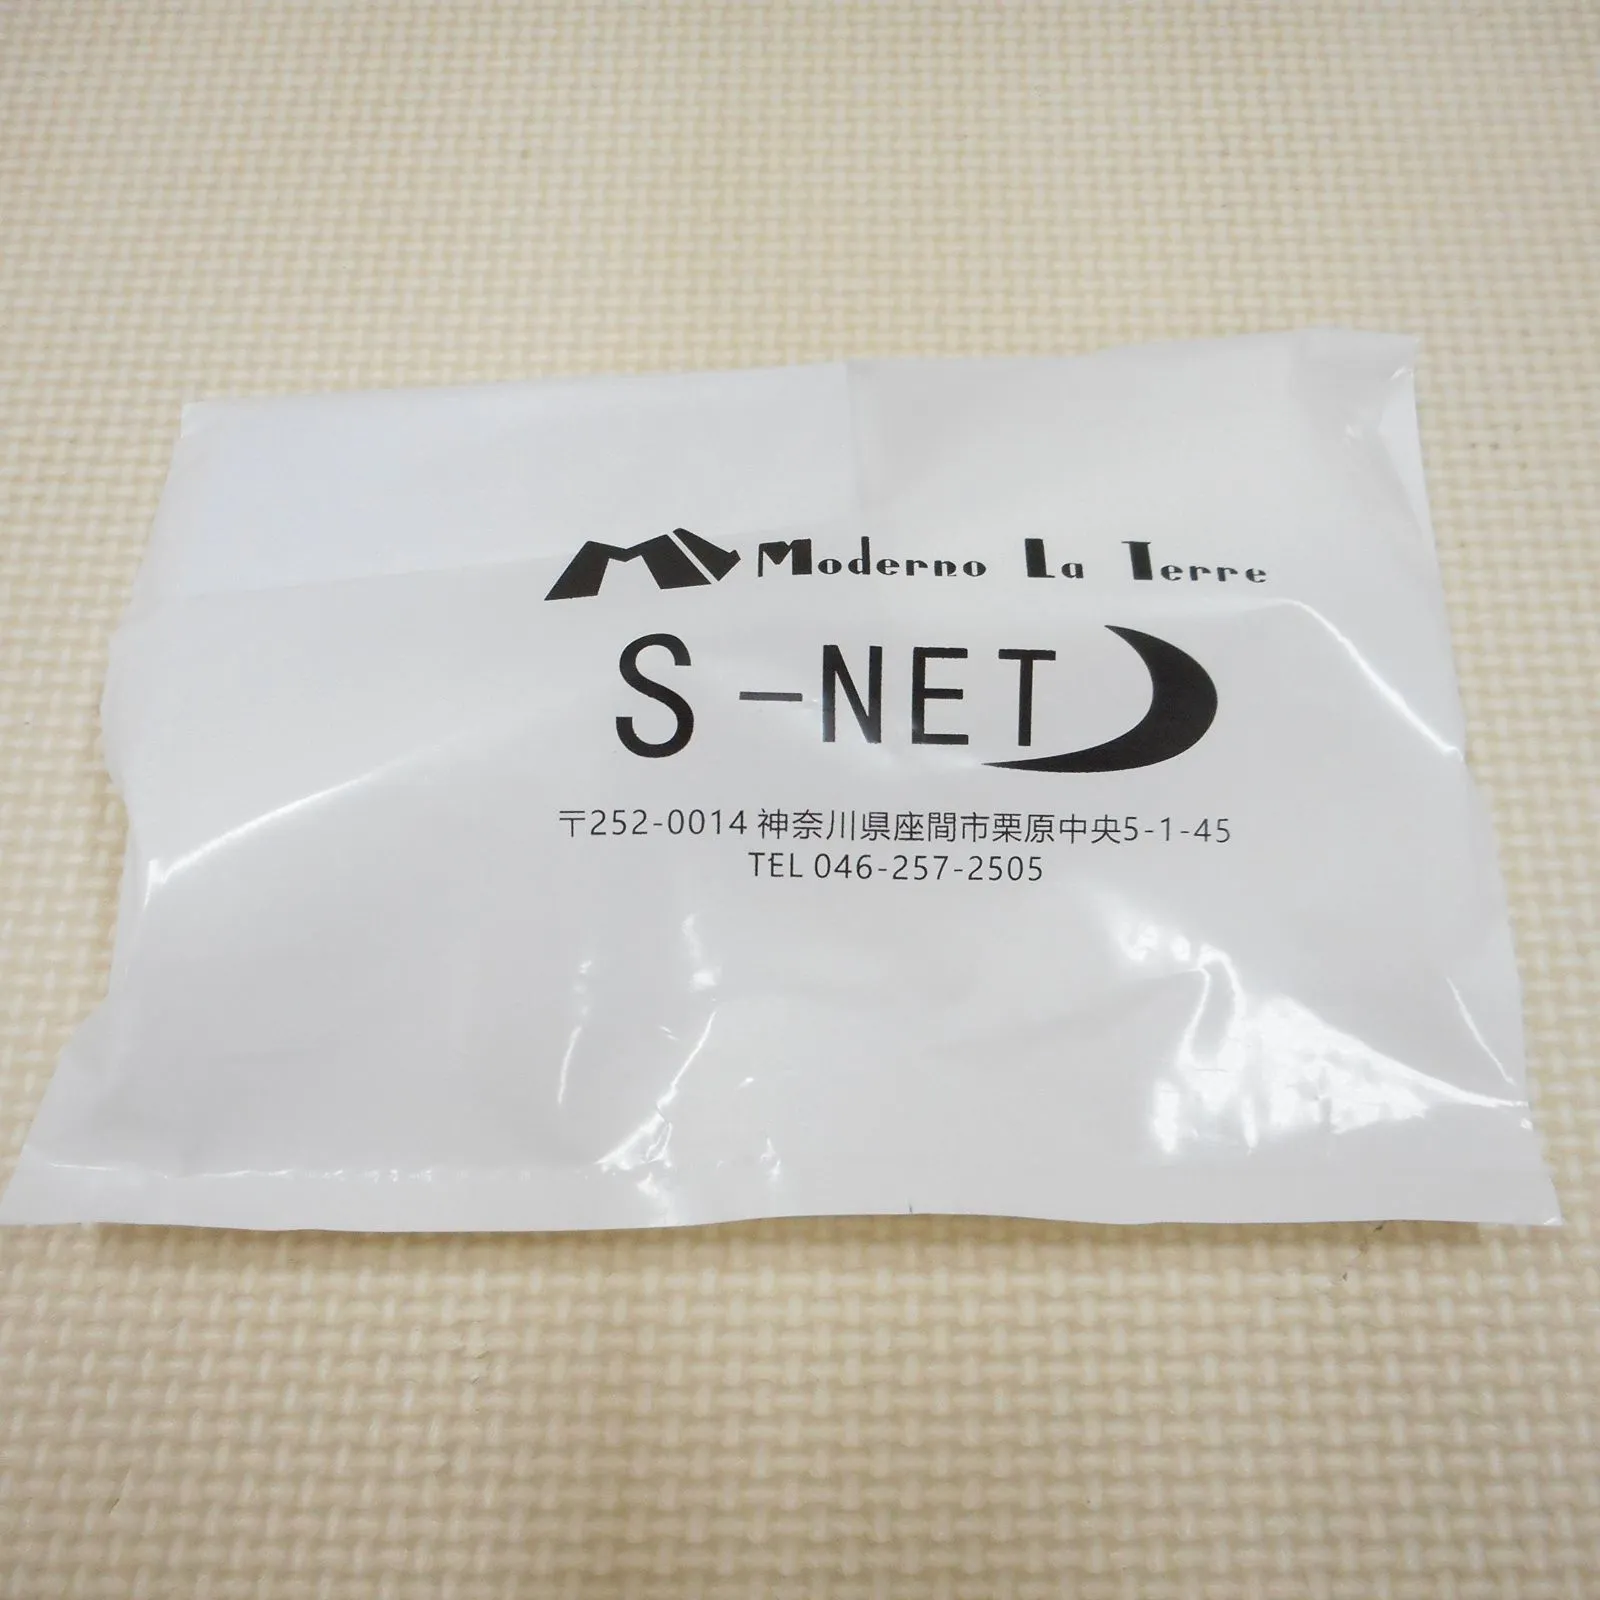 Moderno La Terre
S-NET
〒252-0014 神奈川県座間市栗原中央5-1-45
TEL 046-257-2505